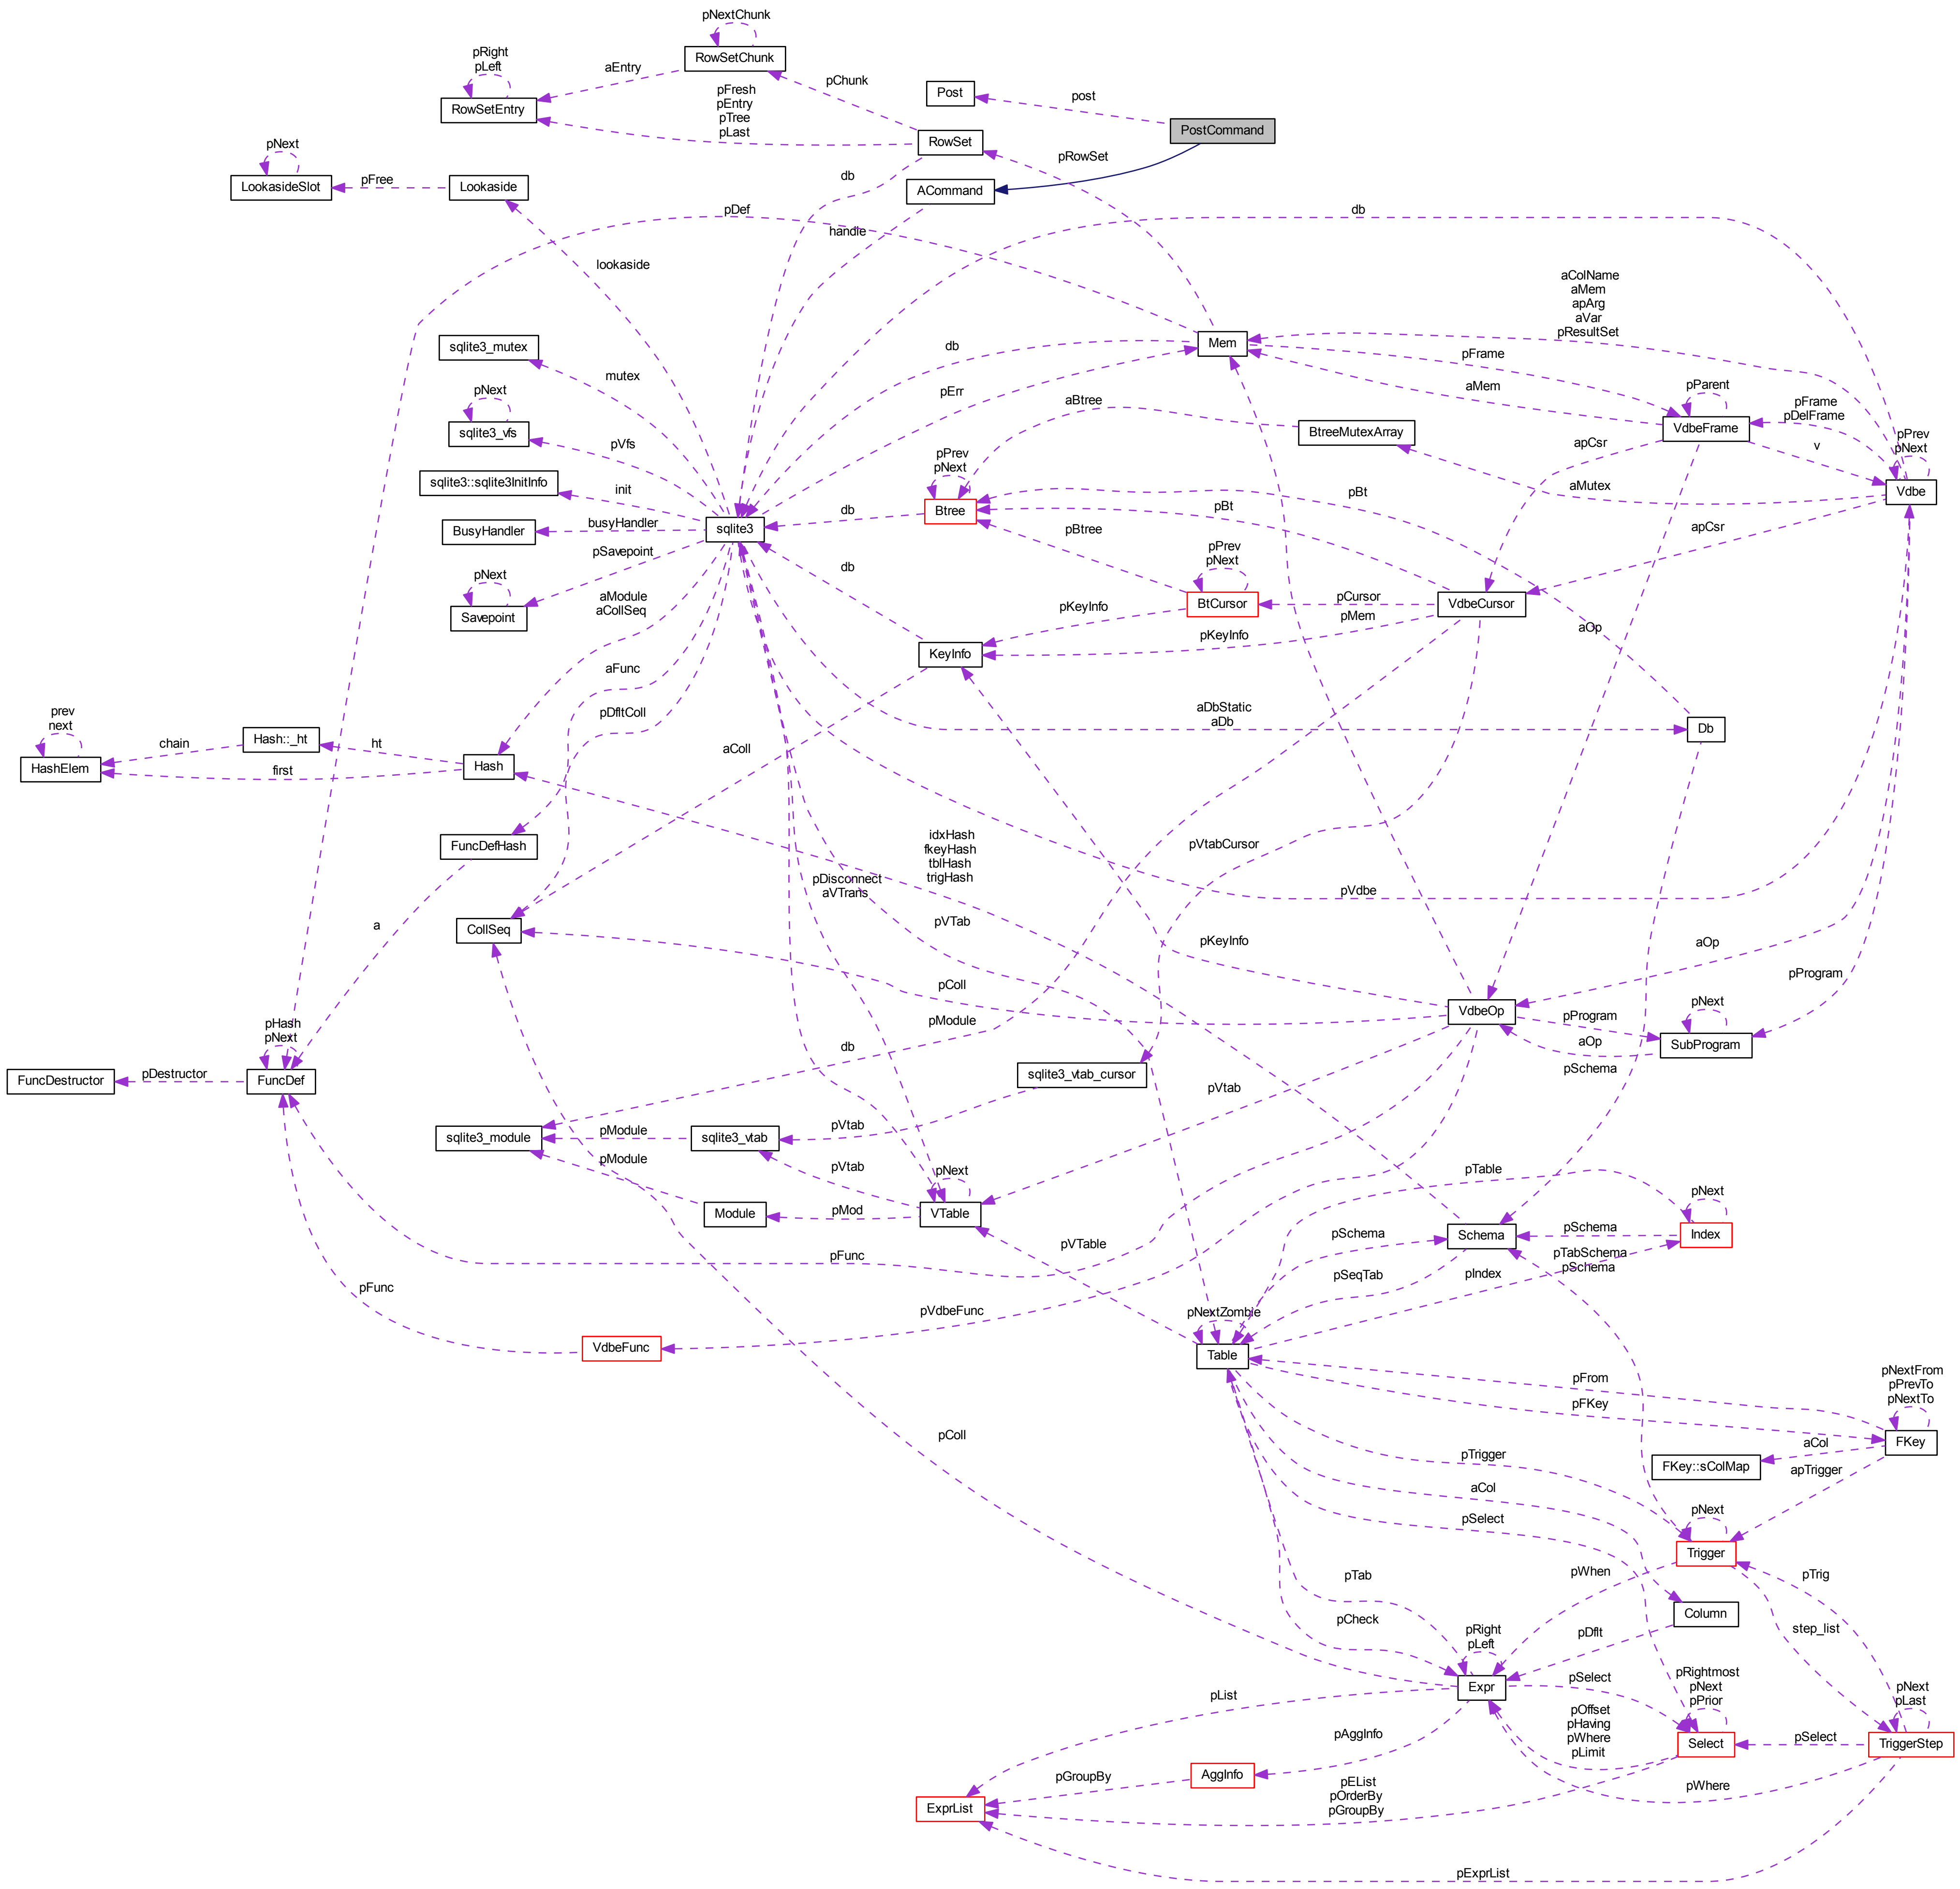 pNextChunk
pRight
pLeft
RowSetChunk
aEntry
RowSetEntry
pChunk
pFresh
pEntry
pTree
pLast
Post
post
PostCommand
RowSet
pRowSet
pNext
LookasideSlot
pFree
Lookaside
ACommand
db
handle
pDef
db
lookaside
aColName
aMem
apArg
aVar
pResultSet
sqlite3_mutex
mutex
db
Mem
pFrame
pErr
aMem
pParent
pFrame
pDelFrame
VdbeFrame
v
pPrev
pNext
Vdbe
pNext
sqlite3_vfs
pVfs
aBtree
BtreeMutexArray
apCsr
sqlite3::sqlite3InitInfo
init
pPrev
pNext
Btree
db
pBt
pBt
aMutex
BusyHandler
busyHandler
sqlite3
pBtree
apCsr
pSavepoint
pNext
Savepoint
db
pPrev
pNext
BtCursor
pCursor
pMem
VdbeCursor
aModule
aCollSeq
pKeyInfo
pKeyInfo
KeyInfo
aOp
aFunc
pDfltColl
aDbStatic
aDb
Db
prev
next
HashElem
chain
Hash::_ht
ht
first
Hash
aColl
FuncDefHash
idxHash
fkeyHash
tblHash
trigHash
pVtabCursor
pDisconnect
aVTrans
pVdbe
a
CollSeq
pVTab
pKeyInfo
aOp
pColl
pProgram
VdbeOp
pProgram
pNext
SubProgram
aOp
pHash
pNext
FuncDef
FuncDestructor
pDestructor
db
pModule
sqlite3_vtab_cursor
pVtab
pSchema
sqlite3_module
pModule
sqlite3_vtab
pVtab
pModule
pVtab
pNext
VTable
Module
pMod
pTable
pNext
Index
pSchema
Schema
pSchema
pVTable
pFunc
pSeqTab
pIndex
pTabSchema
pSchema
pFunc
pVdbeFunc
VdbeFunc
pNextZombie
Table
pFrom
pFKey
pNextFrom
pPrevTo
pNextTo
FKey
aCol
FKey::sColMap
apTrigger
pColl
pTrigger
aCol
pSelect
pNext
Trigger
pTab
pCheck
pWhen
pTrig
Column
pDflt
step_list
pRight
pLeft
Expr
pSelect
pRightmost
pNext
pPrior
Select
pSelect
pNext
pLast
TriggerStep
pList
pAggInfo
pOffset
pHaving
pWhere
pLimit
pGroupBy
AggInfo
pWhere
ExprList
pEList
pOrderBy
pGroupBy
pExprList